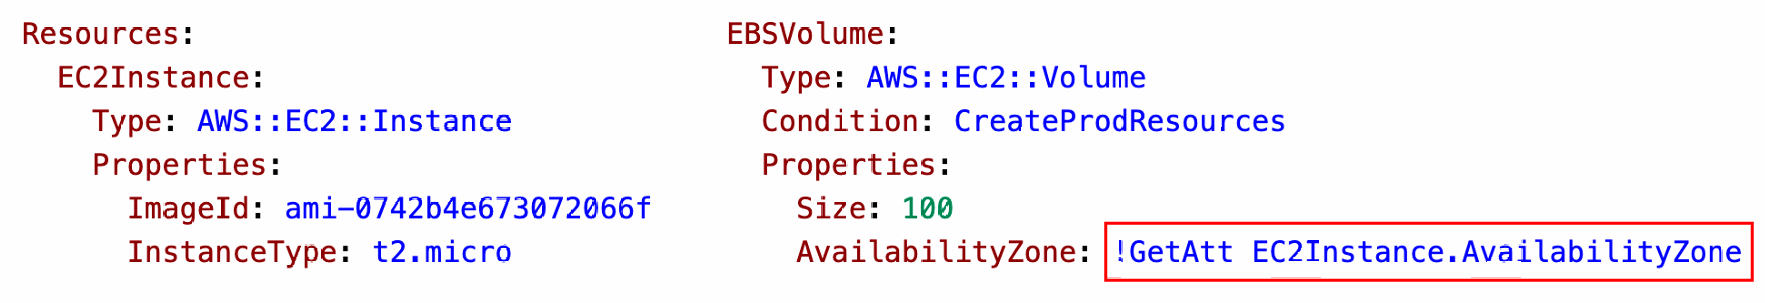 Resources:
EC2Instance:
Type: AWS::EC2::Instance
Properties:
ImageId: ami-0742b4e673072066f
InstanceType: t2.micro
EBSVolume:
Type: AWS::EC2::Volume
Condition: CreateProdResources
Properties:
Size: 100
AvailabilityZone: !GetAtt EC2Instance.AvailabilityZone